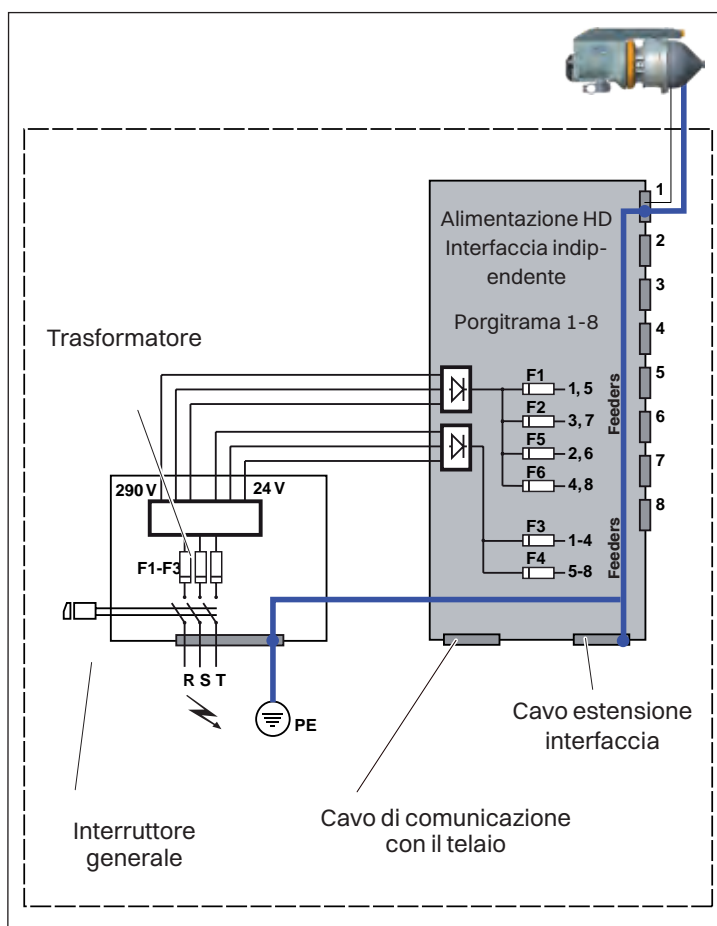 1
Alimentazione HD
Interfaccia indip-
endente
Porgitrama 1-8
2
3
4
5
6
7
8
Trasformatore
F1
1, 5
F2
3, 7
F5
2, 6
F6
4, 8
Feeders
F3
1-4
F4
5-8
Feeders
290 V
24 V
F1-F3
R S T
PE
Cavo estensione
interfaccia
Cavo di comunicazione
con il telaio
Interruttore
generale